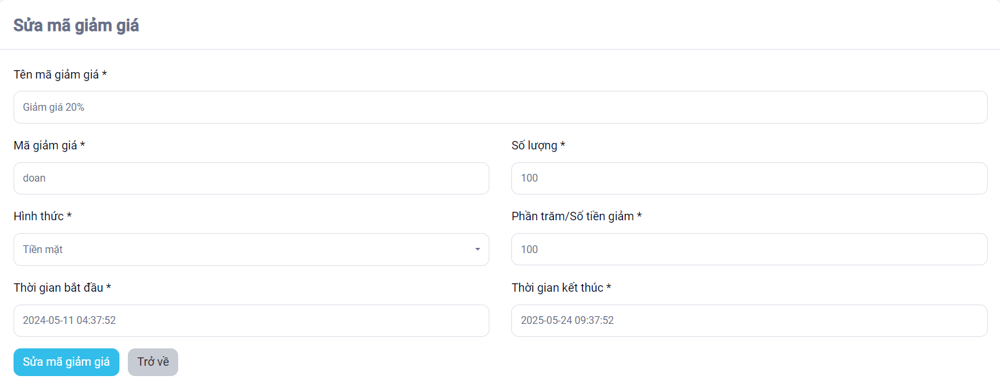 Sửa mã giảm giá
Tên mã giảm giá *
Giảm giá 20%
Mã giảm giá *
Số lượng *
doan
100
Hình thức *
Phần trăm/Số tiền giảm *
Tiền mặt
100
Thời gian bắt đầu *
Thời gian kết thúc *
2024-05-11 04:37:52
2025-05-24 09:37:52
Sửa mã giảm giá
Trở về